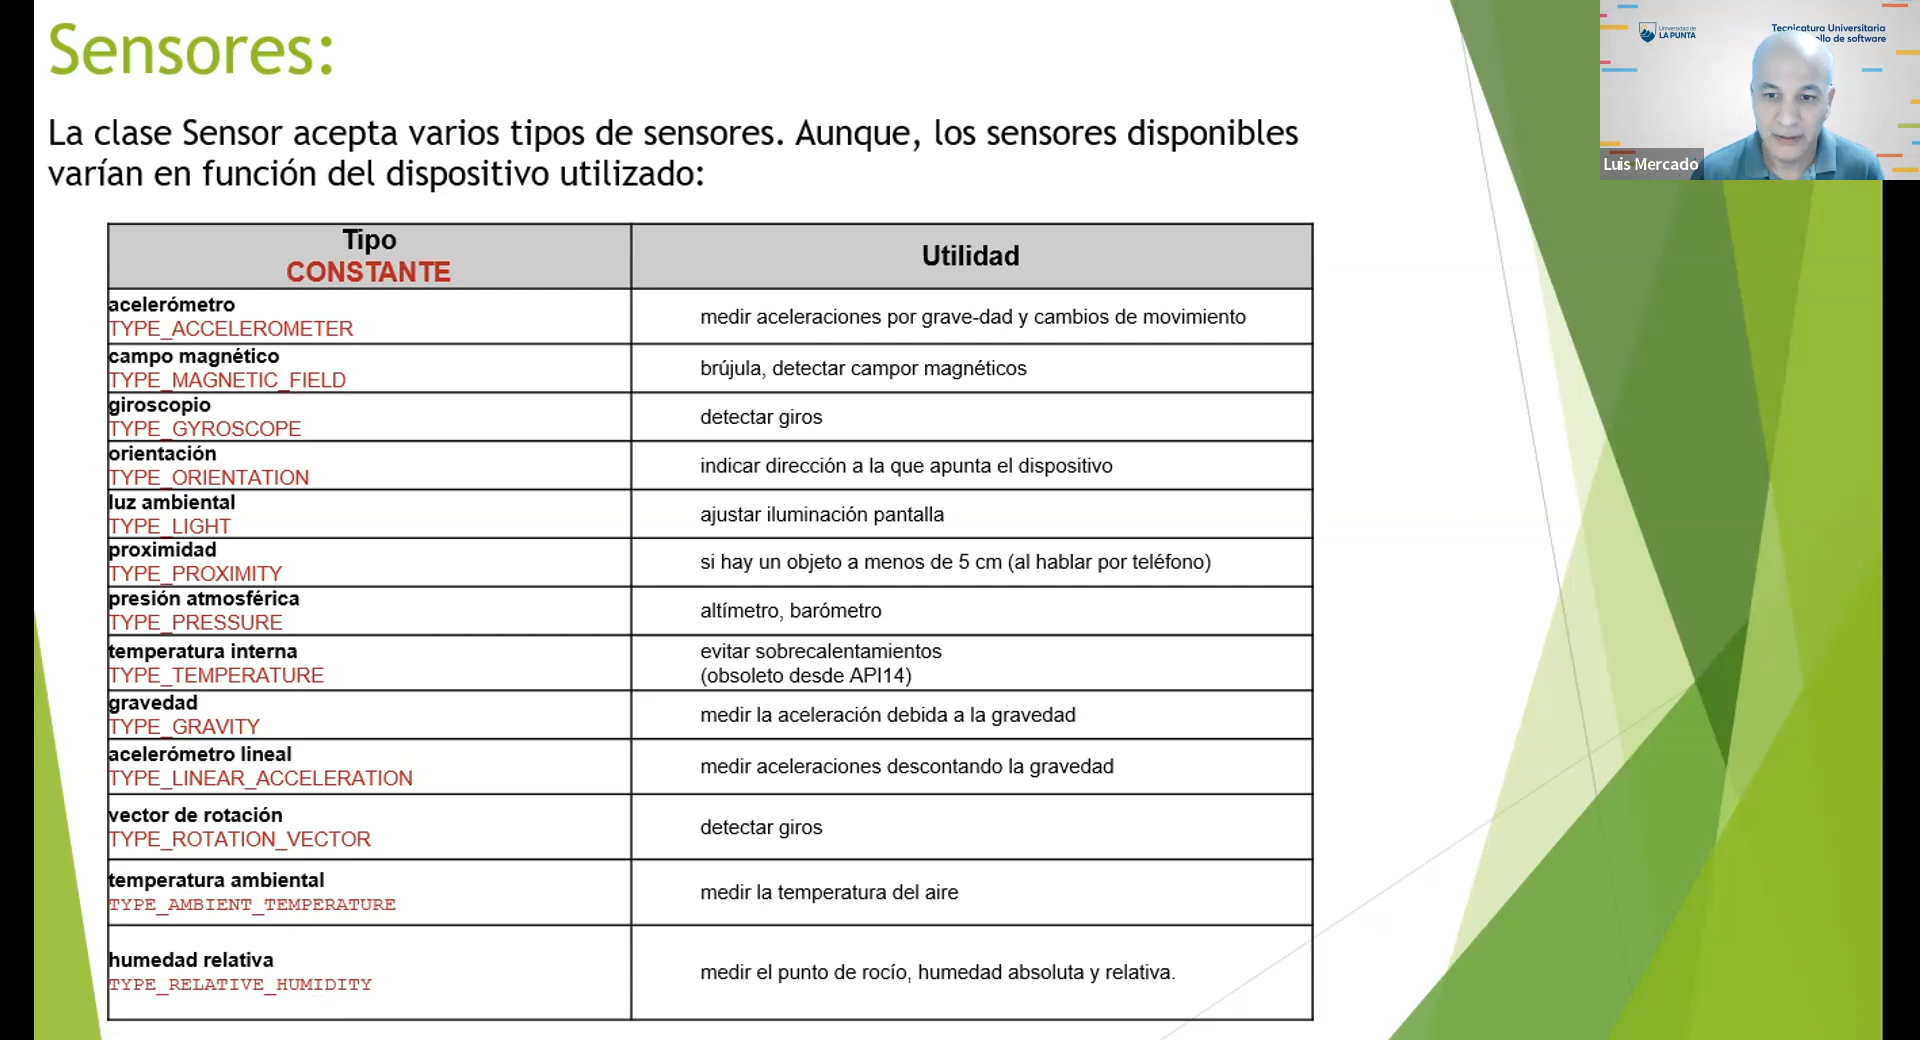 Sensores:
La clase Sensor acepta varios tipos de sensores. Aunque, los sensores disponibles
varían en función del dispositivo utilizado:
Tipo
CONSTANTE
Utilidad
acelerómetro
TYPE_ACCELEROMETER
medir aceleraciones por grave-dad y cambios de movimiento
campo magnético
TYPE_MAGNETIC_FIELD
brújula, detectar campor magnéticos
giroscopio
TYPE_GYROSCOPE
detectar giros
orientación
TYPE_ORIENTATION
indicar dirección a la que apunta el dispositivo
luz ambiental
TYPE_LIGHT
ajustar iluminación pantalla
proximidad
TYPE_PROXIMITY
si hay un objeto a menos de 5 cm (al hablar por teléfono)
presión atmosférica
TYPE_PRESSURE
altímetro, barómetro
temperatura interna
TYPE_TEMPERATURE
evitar sobrecalentamientos
(obsoleto desde API14)
gravedad
TYPE_GRAVITY
medir la aceleración debida a la gravedad
acelerómetro lineal
TYPE_LINEAR_ACCELERATION
medir aceleraciones descontando la gravedad
vector de rotación
TYPE_ROTATION_VECTOR
detectar giros
temperatura ambiental
TYPE_AMBIENT_TEMPERATURE
medir la temperatura del aire
humedad relativa
TYPE_RELATIVE_HUMIDITY
medir el punto de rocío, humedad absoluta y relativa.
Universidad de
LA PUNTA
Tecnicatura Universitaria
de software
Luis Mercado